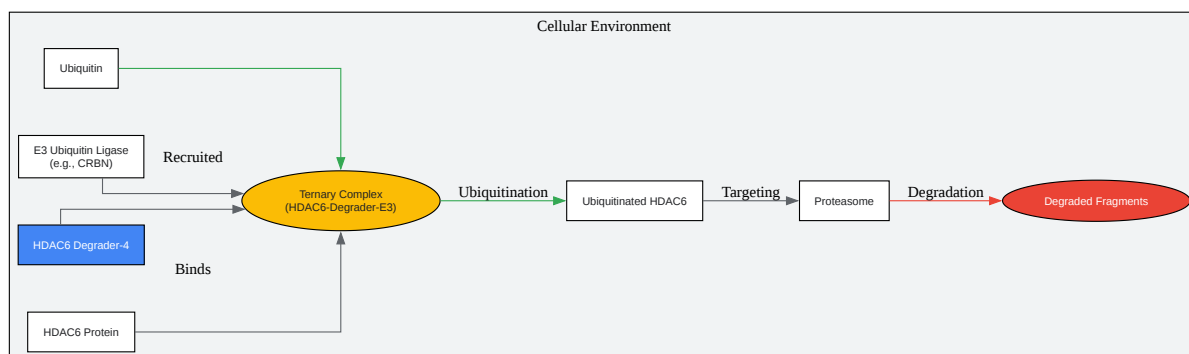 Cellular Environment
Ubiquitin
E3 Ubiquitin Ligase
(e.g., CRBN)
Recruited
HDAC6 Degrader-4
Binds
HDAC6 Protein
Ternary Complex
(HDAC6-Degrader-E3)
Ubiquitination
Ubiquitinated HDAC6
Targeting
Proteasome
Degradation
Degraded Fragments